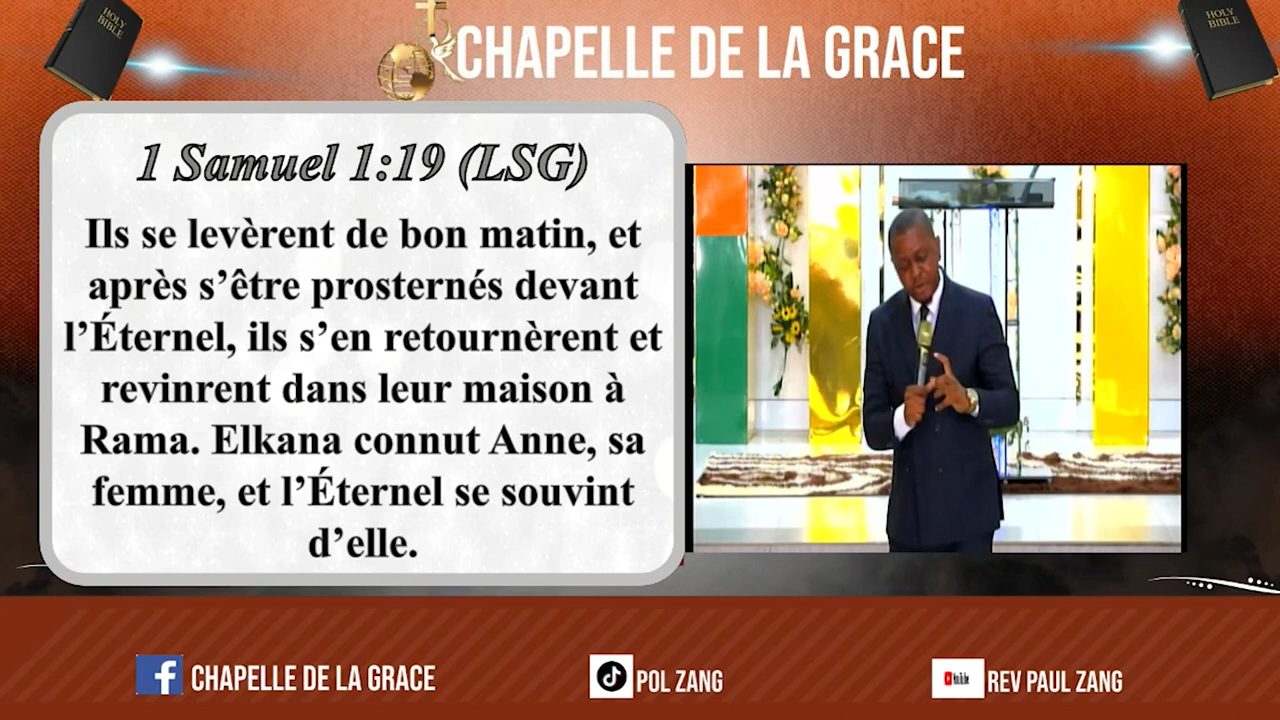 HOLY
BIBLE
CHAPELLE DE LA GRACE
HOLY
BIBLE
1 Samuel 1:19 (LSG)
Ils se levèrent de bon matin, et
après s’être prosternés devant
l’Éternel, ils s’en retournèrent et
revinrent dans leur maison à
Rama. Elkana connut Anne, sa
femme, et l’Éternel se souvint
d’elle.
CHAPELLE DE LA GRACE
POL ZANG
YouTube
REV PAUL ZANG